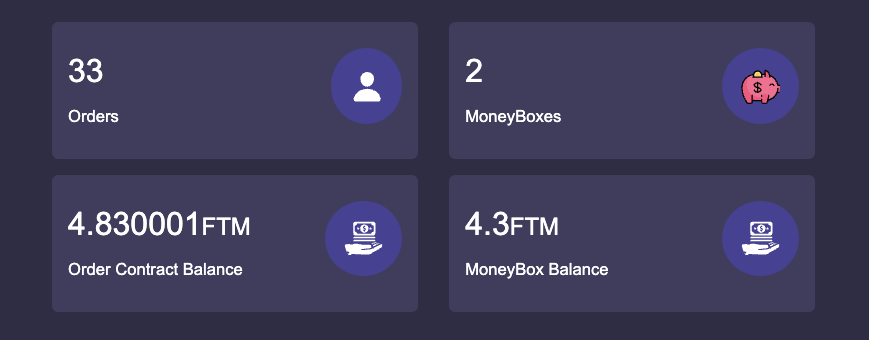 33
Orders
2
MoneyBoxes
4.830001FTM
Order Contract Balance
4.3FTM
MoneyBox Balance